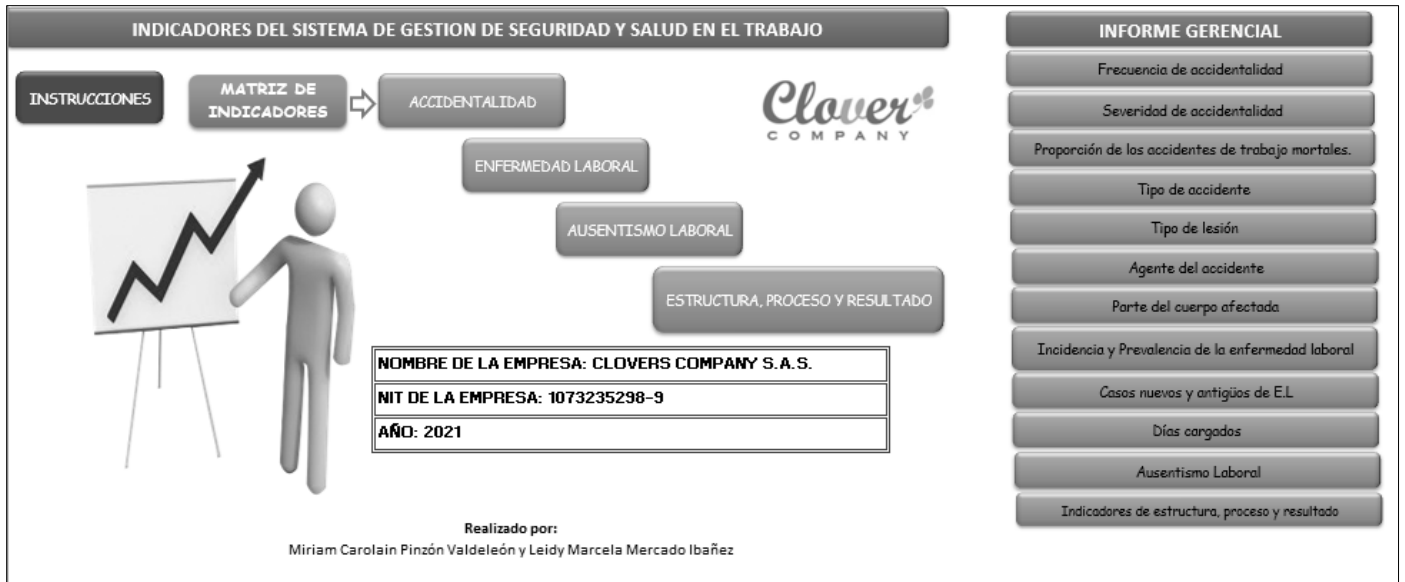 INDICADORES DEL SISTEMA DE GESTION DE SEGURIDAD Y SALUD EN EL TRABAJO
INSTRUCCIONES
MATRIZ DE
INDICADORES
ACCIDENTALIDAD
Clover
COMPANY
ENFERMEDAD LABORAL
AUSENTISMO LABORAL
ESTRUCTURA, PROCESO Y RESULTADO
NOMBRE DE LA EMPRESA: CLOVERS COMPANY S.A.S.
NIT DE LA EMPRESA: 1073235298-9
AÑO: 2021
Realizado por:
Miriam Carolain Pinzón Valdeleón y Leidy Marcela Mercado Ibañez
INFORME GERENCIAL
Frecuencia de accidentalidad
Severidad de accidentalidad
Proporción de los accidentes de trabajo mortales.
Tipo de accidente
Tipo de lesión
Agente del accidente
Parte del cuerpo afectada
Incidencia y Prevalencia de la enfermedad laboral
Casos nuevos y antigüos de E.L
Días cargados
Ausentismo Laboral
Indicadores de estructura, proceso y resultado